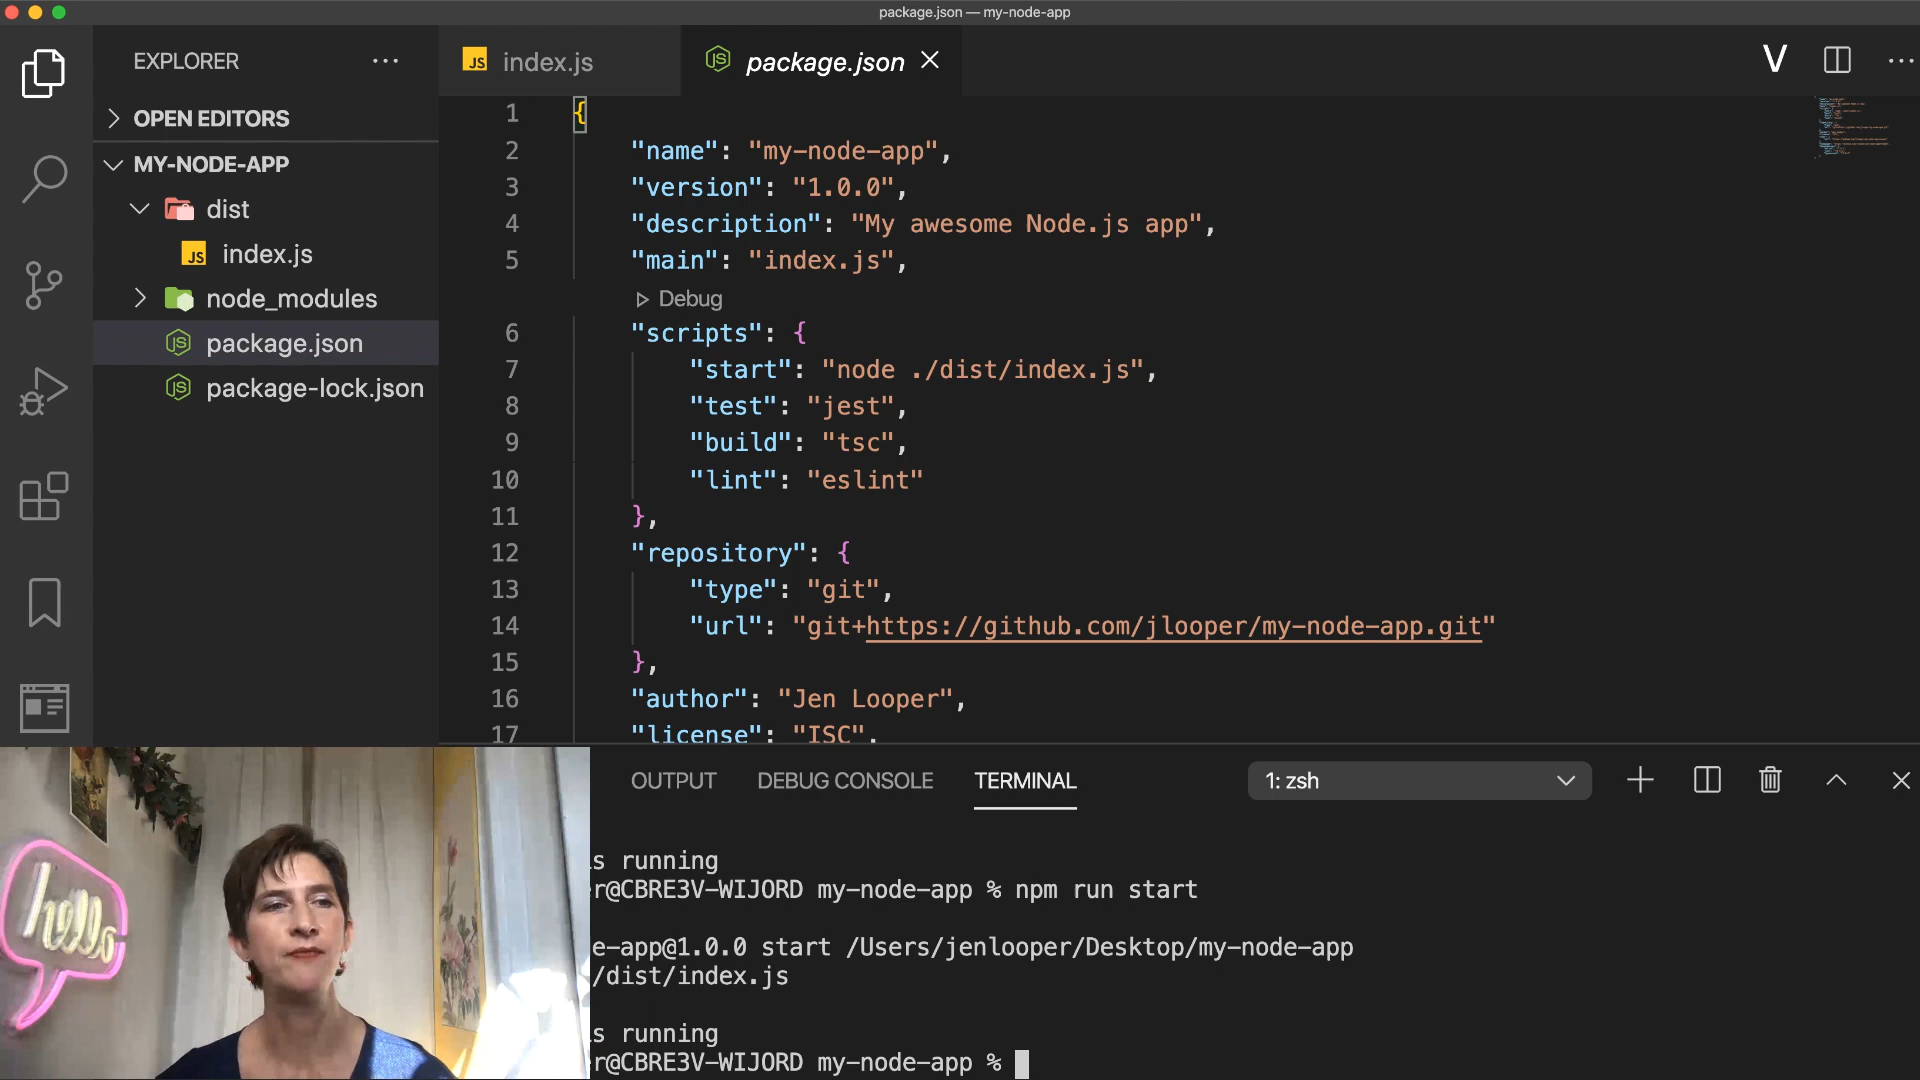 package.json — my-node-app
EXPLORER
JS index.js
JS package.json
OPEN EDITORS
MY-NODE-APP
dist
JS index.js
node_modules
JS package.json
JS package-lock.json
1 {
2 "name": "my-node-app",
3 "version": "1.0.0",
4 "description": "My awesome Node.js app",
5 "main": "index.js",
Debug
6 "scripts": {
7 "start": "node ./dist/index.js",
8 "test": "jest",
9 "build": "tsc",
10 "lint": "eslint"
11 },
12 "repository": {
13 "type": "git",
14 "url": "git+https://github.com/jlooper/my-node-app.git"
15 },
16 "author": "Jen Looper",
17 "license": "ISC",
OUTPUT DEBUG CONSOLE TERMINAL 1: zsh
s running
r@CBRE3V-WIJORD my-node-app % npm run start
e-app@1.0.0 start /Users/jenlooper/Desktop/my-node-app
/dist/index.js
s running
r@CBRE3V-WIJORD my-node-app %
hello